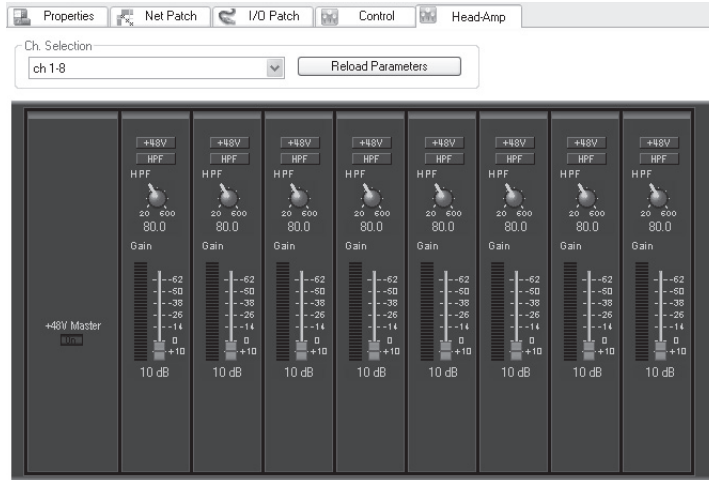 Properties Net Patch I/O Patch Control Head-Amp
Ch. Selection
ch 1-8 Reload Parameters
+48V +48V +48V +48V +48V +48V +48V +48V
HPF HPF HPF HPF HPF HPF HPF HPF
HPF HPF HPF HPF HPF HPF HPF HPF
20 600 20 600 20 600 20 600 20 600 20 600 20 600 20 600
80.0 80.0 80.0 80.0 80.0 80.0 80.0 80.0
Gain Gain Gain Gain Gain Gain Gain Gain
-62 -62 -62 -62 -62 -62 -62 -62
-50 -50 -50 -50 -50 -50 -50 -50
-38 -38 -38 -38 -38 -38 -38 -38
-26 -26 -26 -26 -26 -26 -26 -26
+48V Master -14 -14 -14 -14 -14 -14 -14 -14
On 0 0 0 0 0 0 0 0
+10 +10 +10 +10 +10 +10 +10 +10
10 dB 10 dB 10 dB 10 dB 10 dB 10 dB 10 dB 10 dB